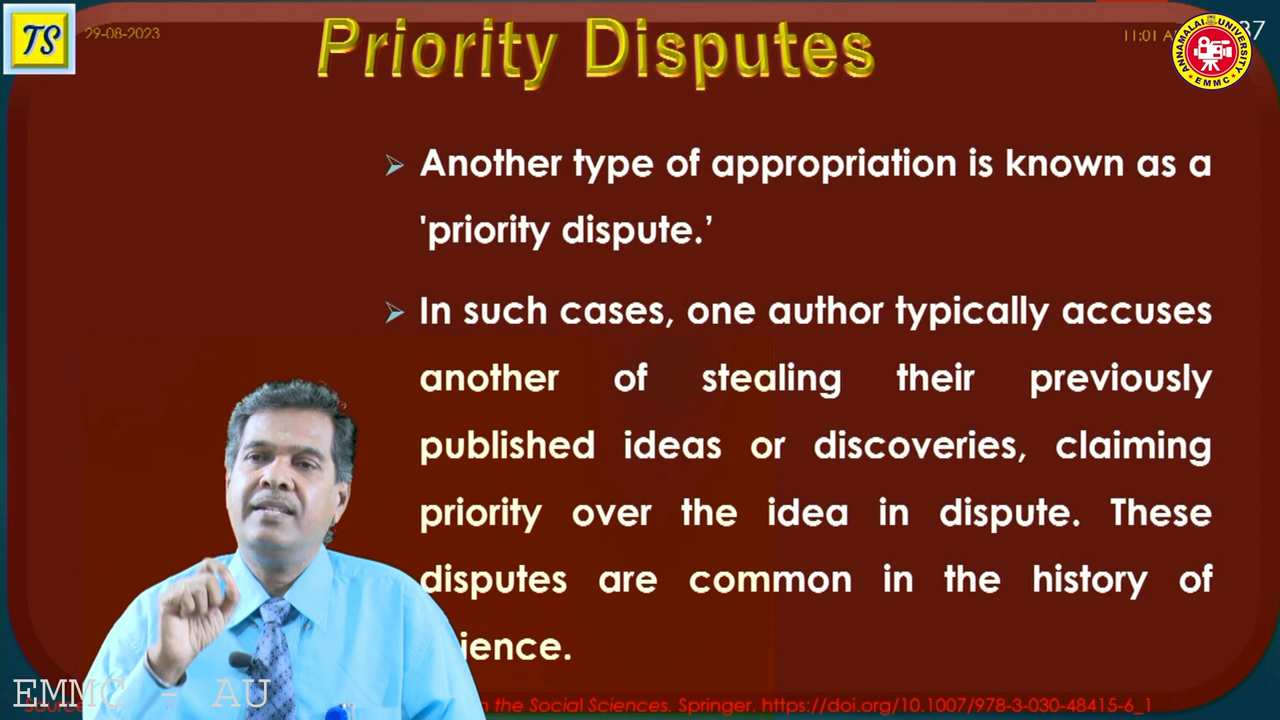 TS
29-08-2023
Priority Disputes
11:01 A
37
ANNAMALAI UNIVERSITY
EMMC
Another type of appropriation is known as a
'priority dispute.’
In such cases, one author typically accuses
another of stealing their previously
published ideas or discoveries, claiming
priority over the idea in dispute. These
disputes are common in the history of
ience.
EMMC - AU
n the Social Sciences. Springer. https://doi.org/10.1007/978-3-030-48415-6_1